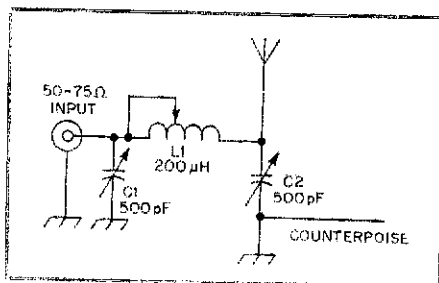 50-75Ω
INPUT
L1
200µH
C1
500pF
C2
500pF
COUNTERPOISE